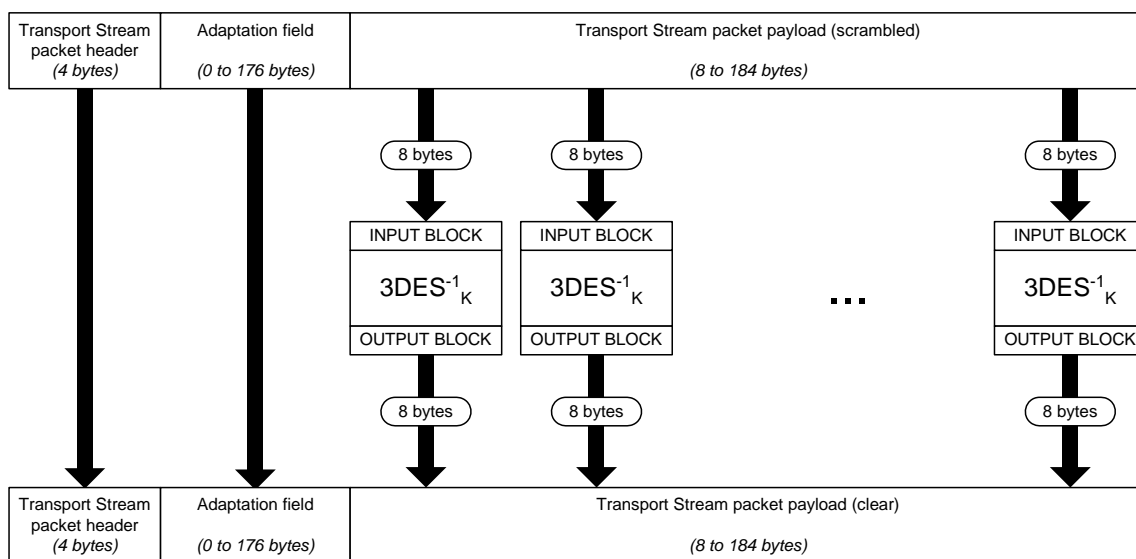 Transport Stream
packet header
(4 bytes)
Adaptation field
(0 to 176 bytes)
Transport Stream packet payload (scrambled)
(8 to 184 bytes)
8 bytes
8 bytes
8 bytes
INPUT BLOCK
INPUT BLOCK
INPUT BLOCK
3DES⁻¹K
3DES⁻¹K
...
3DES⁻¹K
OUTPUT BLOCK
OUTPUT BLOCK
OUTPUT BLOCK
8 bytes
8 bytes
8 bytes
Transport Stream
packet header
(4 bytes)
Adaptation field
(0 to 176 bytes)
Transport Stream packet payload (clear)
(8 to 184 bytes)